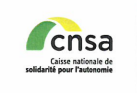 cnsa
Caisse nationale de
solidarité pour l'autonomie